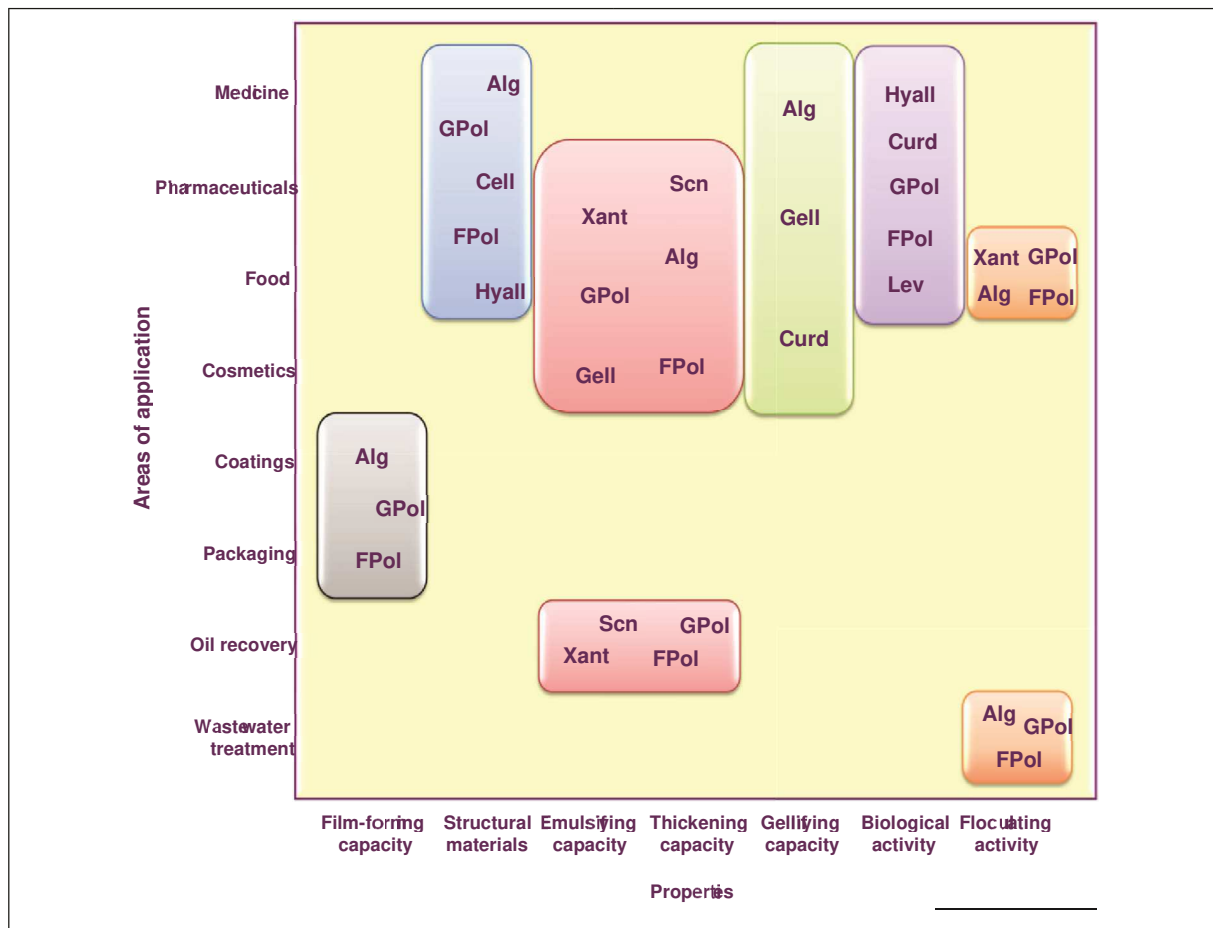 Medicine
Pharmaceuticals
Food
Cosmetics
Coatings
Packaging
Oil recovery
Wastewater
treatment
Areas of application
Alg
GPol
Cell
FPol
Hyall
Scn
Xant
Alg
GPol
FPol
Gell
Alg
Gell
Curd
Hyall
Curd
GPol
FPol
Lev
Xant GPol
Alg FPol
Alg
GPol
FPol
Scn GPol
Xant FPol
Alg
GPol
FPol
Film-forming
capacity
Structural
materials
Emulsifying
capacity
Thickening
capacity
Gellifying
capacity
Biological
activity
Flocculating
activity
Properties